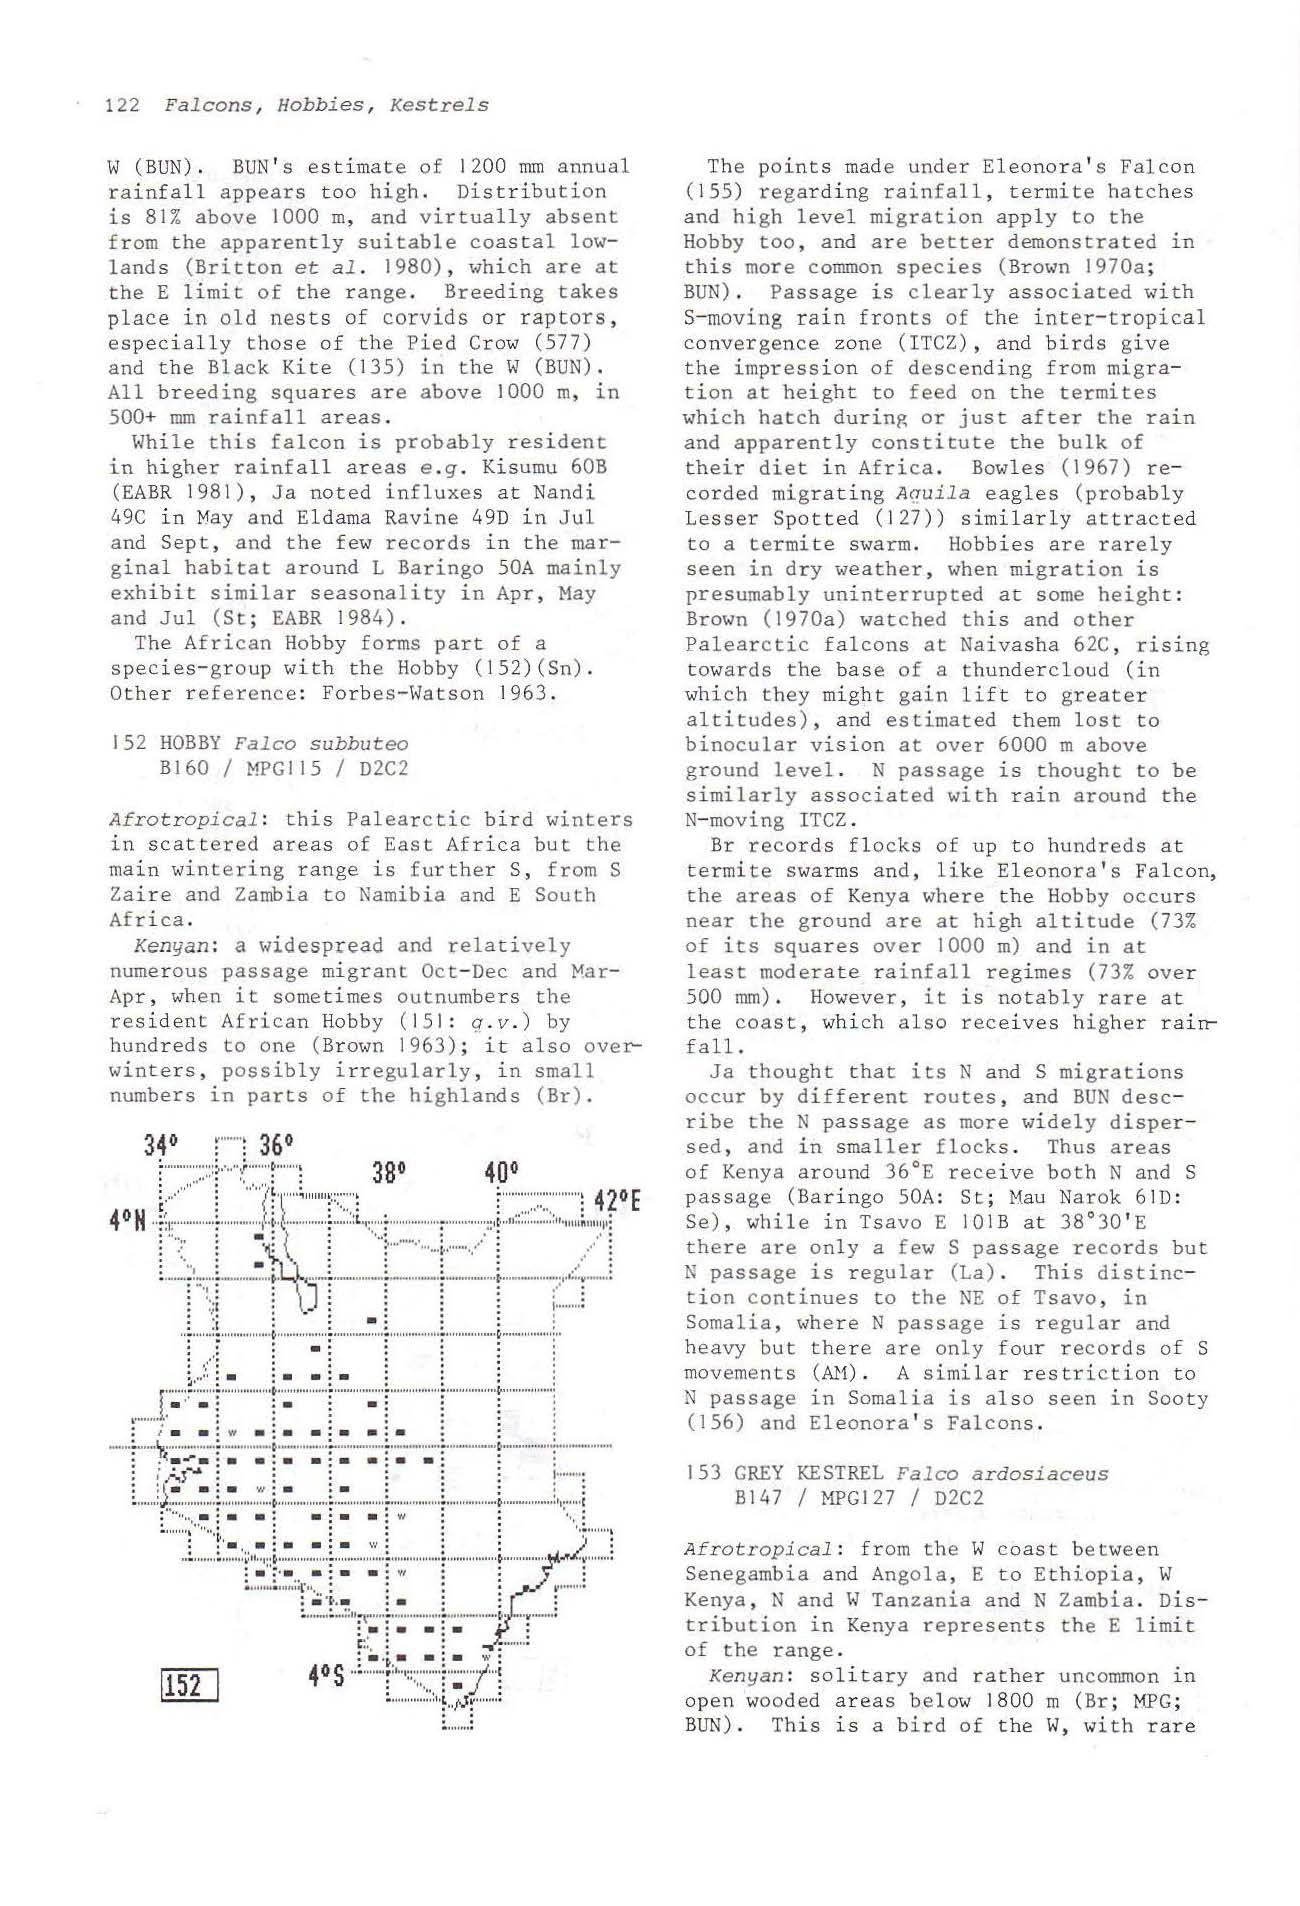 122 Falcons, Hobbies, Kestrels
W (BUN). BUN's estimate of 1200 mm annual
rainfall appears too high. Distribution
is 81% above 1000 m, and virtually absent
from the apparently suitable coastal low-
lands (Britton et al. 1980), which are at
the E limit of the range. Breeding takes
place in old nests of corvids or raptors,
especially those of the Pied Crow (577)
and the Black Kite (135) in the W (BUN).
All breeding squares are above 1000 m, in
500+ mm rainfall areas.
While this falcon is probably resident
in higher rainfall areas e.g. Kisumu 60B
(EABR 1981), Ja noted influxes at Nandi
49C in May and Eldama Ravine 49D in Jul
and Sept, and the few records in the mar-
ginal habitat around L Baringo 50A mainly
exhibit similar seasonality in Apr, May
and Jul (St; EABR 1984).
The African Hobby forms part of a
species-group with the Hobby (152)(Sn).
Other reference: Forbes-Watson 1963.
152 HOBBY Falco subbuteo
B160 / MPG115 / D2C2
Afrotropical: this Palearctic bird winters
in scattered areas of East Africa but the
main wintering range is further S, from S
Zaire and Zambia to Namibia and E South
Africa.
Kenyan: a widespread and relatively
numerous passage migrant Oct-Dec and Mar-
Apr, when it sometimes outnumbers the
resident African Hobby (151: q.v.) by
hundreds to one (Brown 1963); it also over-
winters, possibly irregularly, in small
numbers in parts of the highlands (Br).
34° 36°
38° 40°
42°E
4°N
w
w
w
w
w
w
4°S
152
The points made under Eleonora's Falcon
(155) regarding rainfall, termite hatches
and high level migration apply to the
Hobby too, and are better demonstrated in
this more common species (Brown 1970a;
BUN). Passage is clearly associated with
S-moving rain fronts of the inter-tropical
convergence zone (ITCZ), and birds give
the impression of descending from migra-
tion at height to feed on the termites
which hatch during or just after the rain
and apparently constitute the bulk of
their diet in Africa. Bowles (1967) re-
corded migrating Aquila eagles (probably
Lesser Spotted (127)) similarly attracted
to a termite swarm. Hobbies are rarely
seen in dry weather, when migration is
presumably uninterrupted at some height:
Brown (1970a) watched this and other
Palearctic falcons at Naivasha 62C, rising
towards the base of a thundercloud (in
which they might gain lift to greater
altitudes), and estimated them lost to
binocular vision at over 6000 m above
ground level. N passage is thought to be
similarly associated with rain around the
N-moving ITCZ.
Br records flocks of up to hundreds at
termite swarms and, like Eleonora's Falcon,
the areas of Kenya where the Hobby occurs
near the ground are at high altitude (73%
of its squares over 1000 m) and in at
least moderate rainfall regimes (73% over
500 mm). However, it is notably rare at
the coast, which also receives higher rain-
fall.
Ja thought that its N and S migrations
occur by different routes, and BUN desc-
ribe the N passage as more widely disper-
sed, and in smaller flocks. Thus areas
of Kenya around 36°E receive both N and S
passage (Baringo 50A: St; Mau Narok 61D:
Se), while in Tsavo E 101B at 38°30'E
there are only a few S passage records but
N passage is regular (La). This distinc-
tion continues to the NE of Tsavo, in
Somalia, where N passage is regular and
heavy but there are only four records of S
movements (AM). A similar restriction to
N passage in Somalia is also seen in Sooty
(156) and Eleonora's Falcons.
153 GREY KESTREL Falco ardosiaceus
B147 / MPG127 / D2C2
Afrotropical: from the W coast between
Senegambia and Angola, E to Ethiopia, W
Kenya, N and W Tanzania and N Zambia. Dis-
tribution in Kenya represents the E limit
of the range.
Kenyan: solitary and rather uncommon in
open wooded areas below 1800 m (Br; MPG;
BUN). This is a bird of the W, with rare